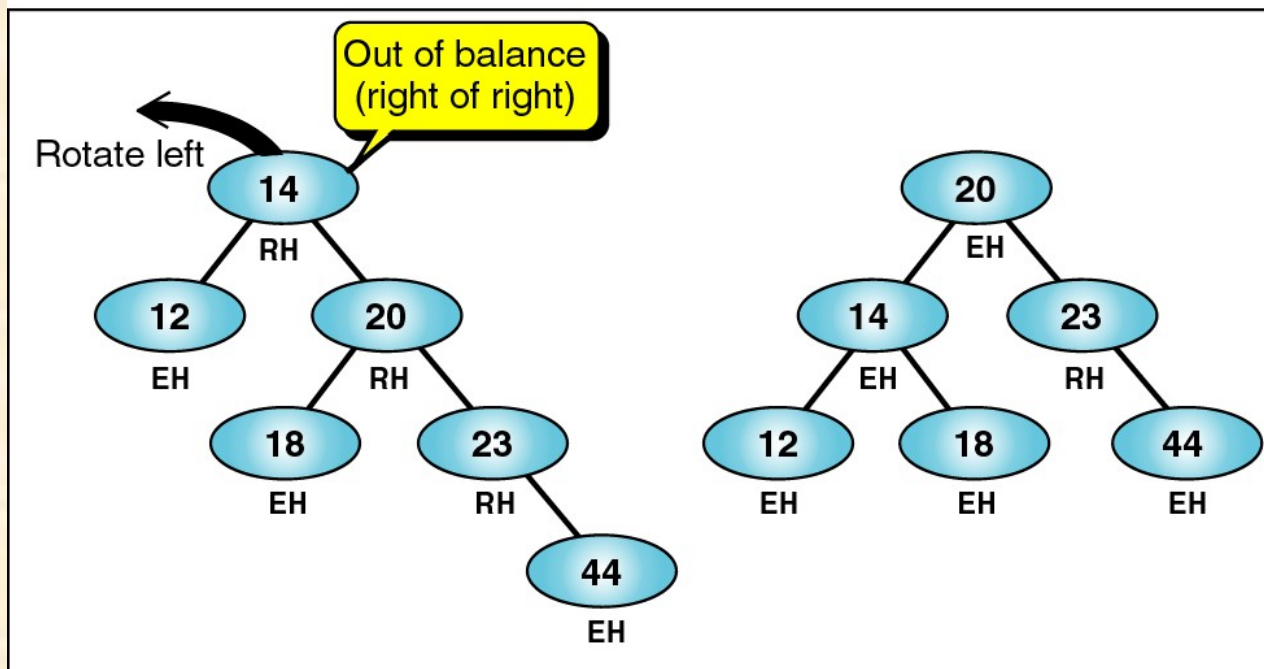 Out of balance
(right of right)
Rotate left
14
RH
12
EH
20
RH
18
EH
23
RH
44
EH
20
EH
14
EH
23
RH
12
EH
18
EH
44
EH